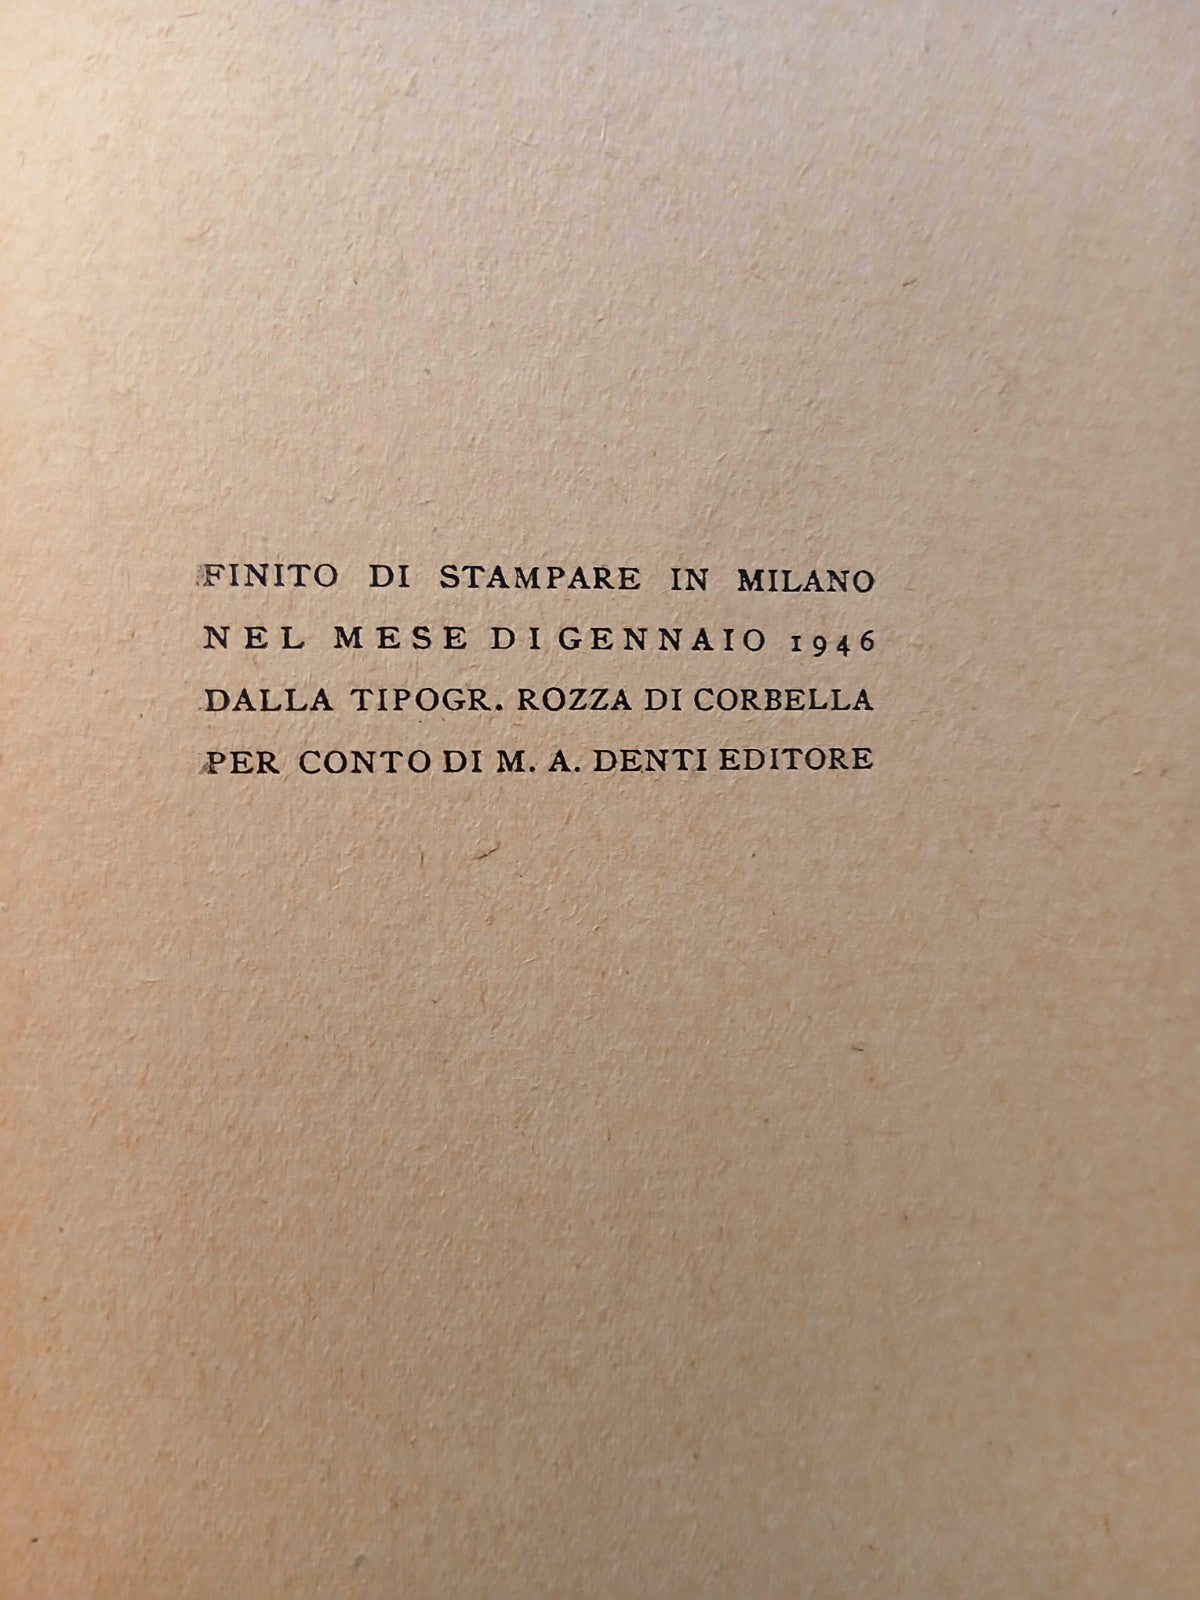 FINITO DI STAMPARE IN MILANO
NEL MESE DI GENNAIO 1946
DALLA TIPOGR. ROZZA DI CORBELLA
PER CONTO DI M. A. DENTI EDITORE